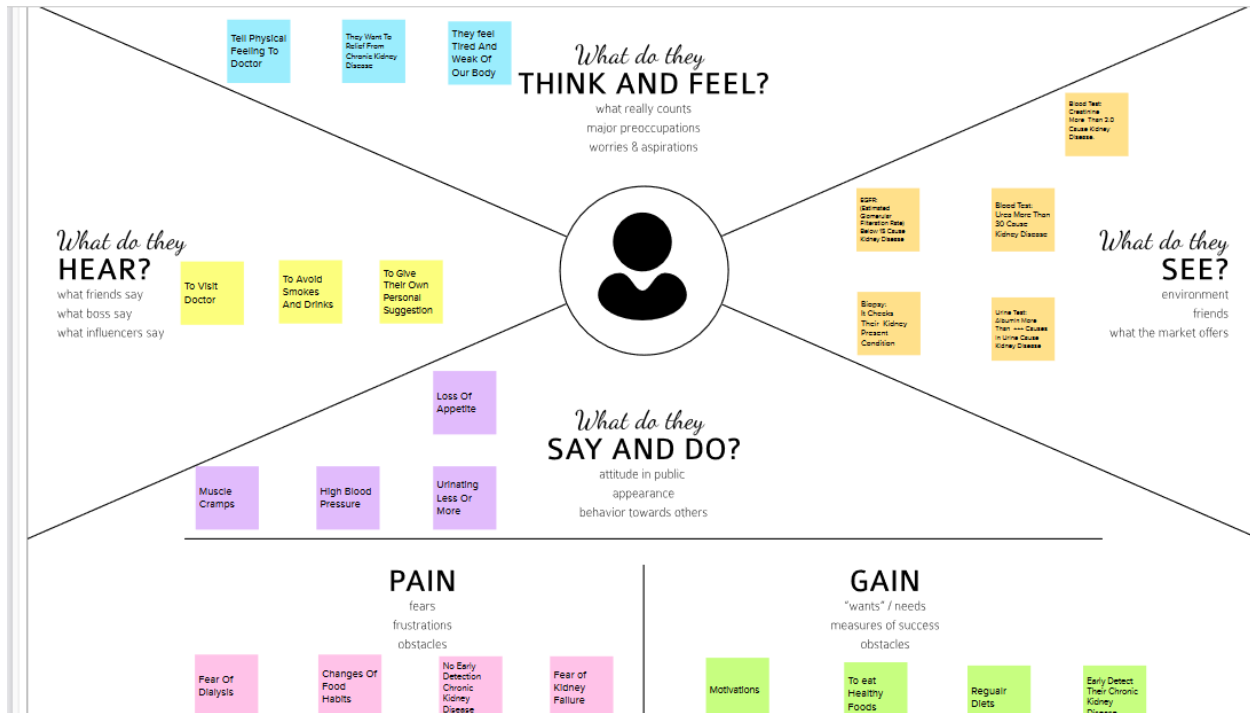 Tell Physical
Feeling To
Doctor
They Want To
Relief From
Chronic Kidney
Disease
They feel
Tired And
Weak Of
Our Body
What do they
THINK AND FEEL?
what really counts
major preoccupations
worries & aspirations
Blood Test:
Creatinine
More Than 2.0
Cause Kidney
Disease.
EGFR:
(Estimated
Glomerular
Filteration Rate)
Below 15 Cause
Kidney Disease
Blood Test:
Urea More Than
30 Cause
Kidney Disease
What do they
HEAR?
what friends say
what boss say
what influencers say
To Visit
Doctor
To Avoid
Smokes
And Drinks
To Give
Their Own
Personal
Suggestion
What do they
SEE?
environment
friends
what the market offers
Biopsy:
It Checks
Their Kidney
Present
Condition
Urine Test:
Albumin More
Than +++ Causes
In Urine Cause
Kidney Disease
Loss Of
Appetite
What do they
SAY AND DO?
attitude in public
appearance
behavior towards others
Muscle
Cramps
High Blood
Pressure
Urinating
Less Or
More
PAIN
fears
frustrations
obstacles
Fear Of
Dialysis
Changes Of
Food
Habits
No Early
Detection
Chronic
Kidney
Disease
Fear of
Kidney
Failure
GAIN
"wants" / needs
measures of success
obstacles
Motivations
To eat
Healthy
Foods
Reguair
Diets
Early Detect
Their Chronic
Kidney
Disease